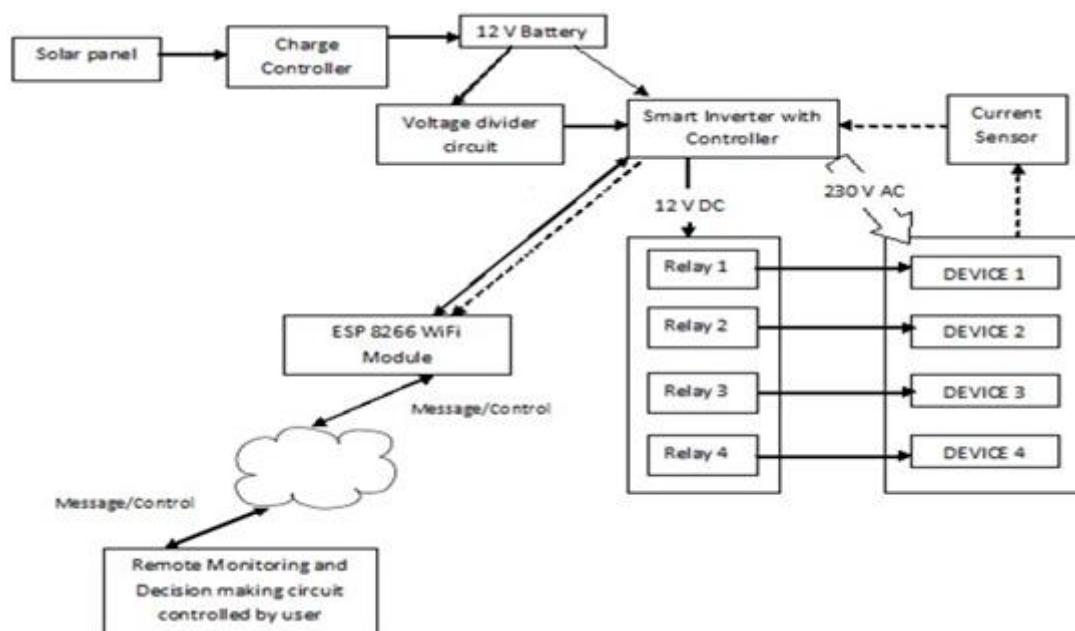 Solar panel
Charge
Controller
12 V Battery
Voltage divider
circuit
Smart Inverter with
Controller
Current
Sensor
12 V DC
230 V AC
Relay 1
Relay 2
Relay 3
Relay 4
DEVICE 1
DEVICE 2
DEVICE 3
DEVICE 4
ESP 8266 WiFi
Module
Message/Control
Message/Control
Remote Monitoring and
Decision making circuit
controlled by user